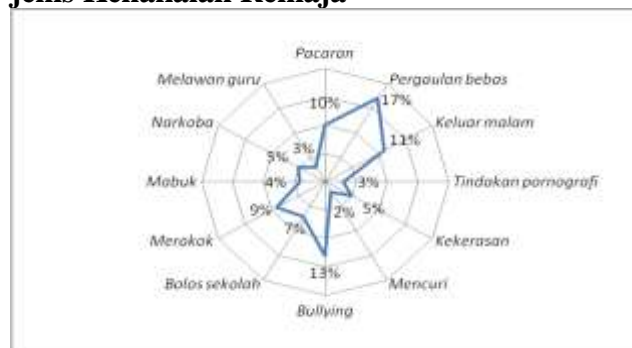 Jenis Kenakalan Remaja
Pacaran
Melawan guru
Pergaulan bebas
10%
17%
Narkoba
Keluar malam
3%
11%
5%
Mabuk
4%
3%
Tindakan pornografi
9%
2%
5%
Merokok
7%
Kekerasan
13%
Bolos sekolah
Mencuri
Bullying